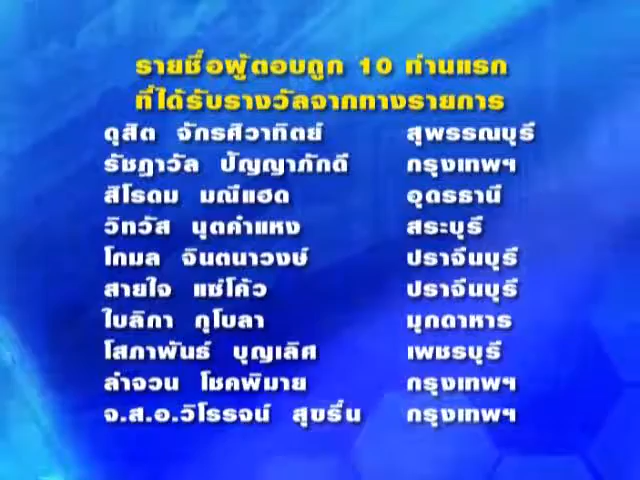 รายชื่อผู้ตอบถูก 10 ท่านแรก
ที่ได้รับรางวัลจากทางรายการ
ดุสิต จักรศิวาทิตย์ สุพรรณบุรี
รัชฎาวัล ปัญญาภักดี กรุงเทพฯ
สิโรดม มณีแฮด อุดรธานี
วิทวัส นุตคำแหง สระบุรี
โกมล จินตนาวงษ์ ปราจีนบุรี
สายใจ แซ่โค้ว ปราจีนบุรี
ใบลิกา ภูโบลา มุกดาหาร
โสภาพันธ์ บุญเลิศ เพชรบุรี
ลำจวน โชคพิมาย กรุงเทพฯ
จ.ส.อ.วิโรรจน์ สุขรื่น กรุงเทพฯ